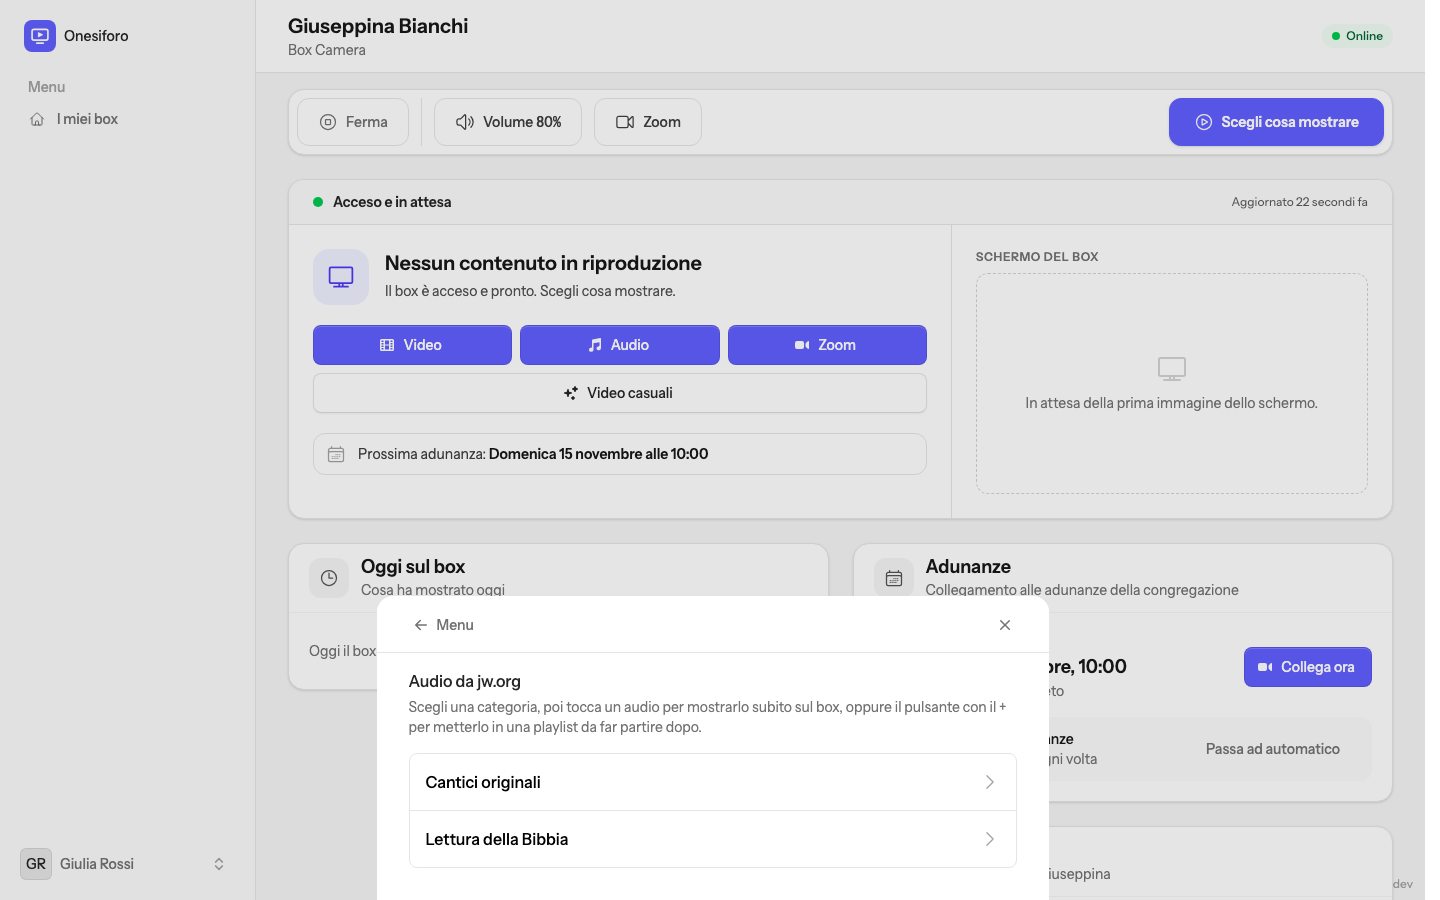 Onesiforo
Menu
I miei box
GR
Giulia Rossi
Giuseppina Bianchi
Box Camera
Online
Ferma
Volume 80%
Zoom
Scegli cosa mostrare
Acceso e in attesa
Aggiornato 22 secondi fa
Nessun contenuto in riproduzione
Il box è acceso e pronto. Scegli cosa mostrare.
Video
Audio
Zoom
Video casuali
Prossima adunanza: Domenica 15 novembre alle 10:00
SCHERMO DEL BOX
In attesa della prima immagine dello schermo.
Oggi sul box
Cosa ha mostrato oggi
Oggi il box
Adunanze
Collegamento alle adunanze della congregazione
10:00
Collega ora
Passa ad automatico
volta
dev
Menu
Audio da jw.org
Scegli una categoria, poi tocca un audio per mostrarlo subito sul box, oppure il pulsante con il +
per metterlo in una playlist da far partire dopo.
Cantici originali
Lettura della Bibbia